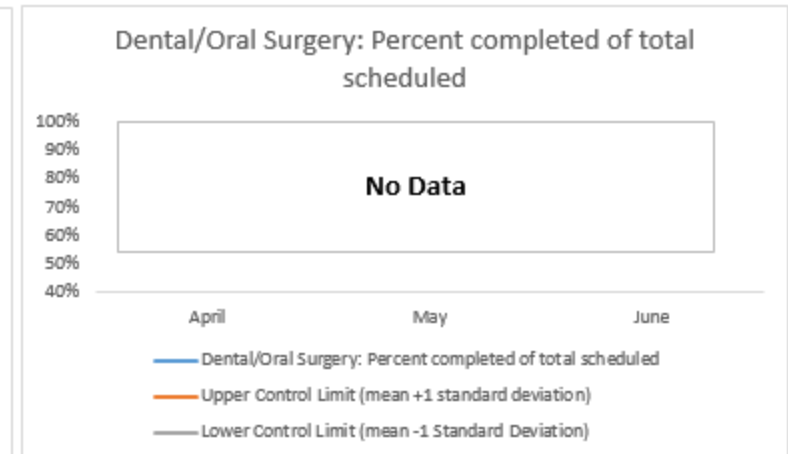 Dental/Oral Surgery: Percent completed of total
scheduled
100%
90%
80%
70%
60%
50%
40%
No Data
April May June
Dental/Oral Surgery: Percent completed of total scheduled
Upper Control Limit (mean +1 standard deviation)
Lower Control Limit (mean -1 Standard Deviation)